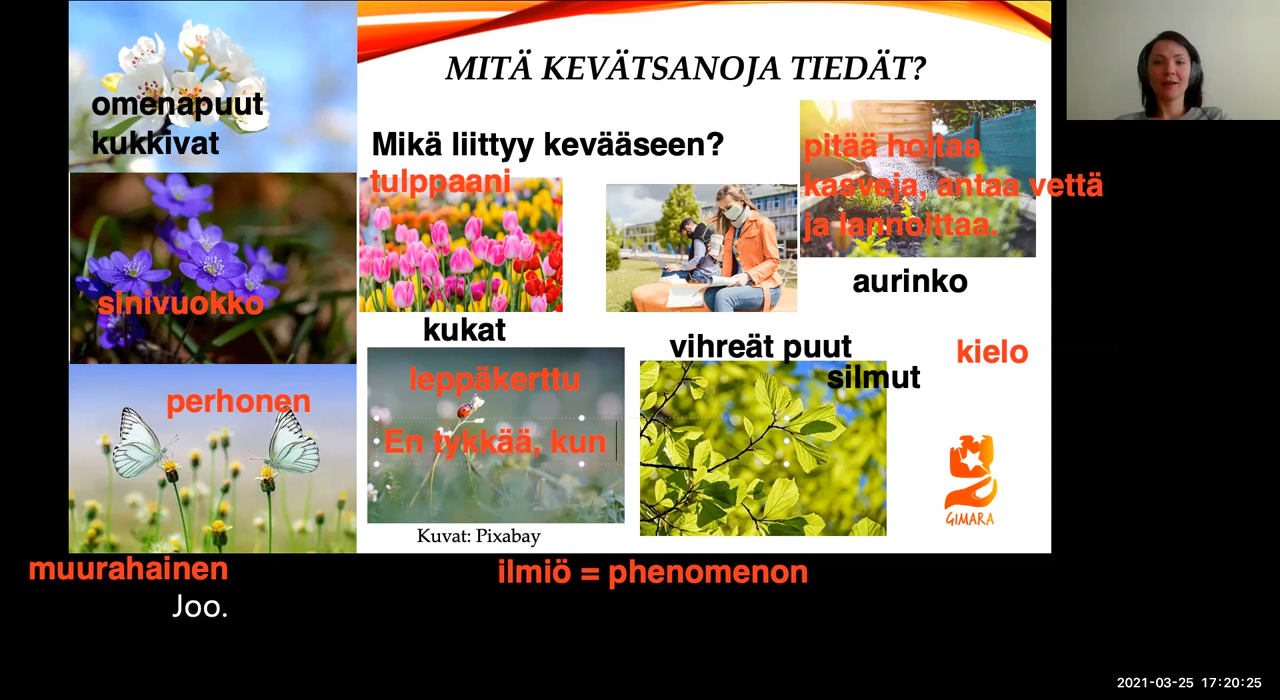 MITÄ KEVÄTSANOJA TIEDÄT?
omenapuut
kukkivat
Mikä liittyy kevääseen?
pitää hoitaa
kasveja, antaa vettä
ja lannoittaa.
tulppaani
sinivuokko
aurinko
kukat
vihreät puut
kielo
silmut
leppäkerttu
perhonen
En tykkää, kun
GIMARA
Kuvat: Pixabay
muurahainen
ilmiö = phenomenon
Joo.
2021-03-25 17:20:25